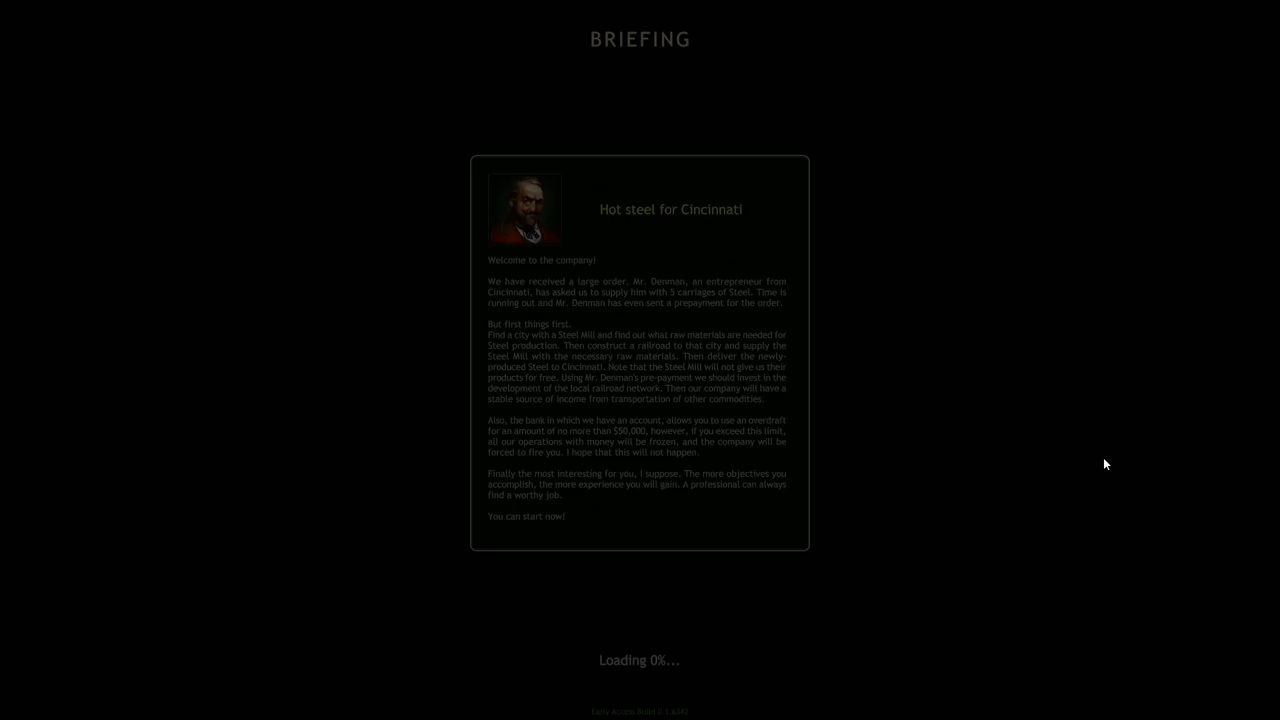 BRIEFING
Hot steel for Cincinnati
Welcome to the company!
We have received a large order. Mr. Denman, an entrepreneur from
Cincinnati, has asked us to supply him with 5 carriages of Steel. Time is
running out and Mr. Denman has even sent a prepayment for the order.
But first things first.
Find a city with a Steel Mill and find out what raw materials are needed for
Steel production. Then construct a railroad to that city and supply the
Steel Mill with the necessary raw materials. Then deliver the newly-
produced Steel to Cincinnati. Note that the Steel Mill will not give us their
products for free. Using Mr. Denman's pre-payment we should invest in the
development of the local railroad network. Then our company will have a
stable source of income from transportation of other commodities.
Also, the bank in which we have an account, allows you to use an overdraft
for an amount of no more than $50,000, however, if you exceed this limit,
all our operations with money will be frozen, and the company will be
forced to fire you. I hope that this will not happen.
Finally the most interesting for you, I suppose. The more objectives you
accomplish, the more experience you will gain. A professional can always
find a worthy job.
You can start now!
Loading 0%...
Early Access Build 0.1.6342